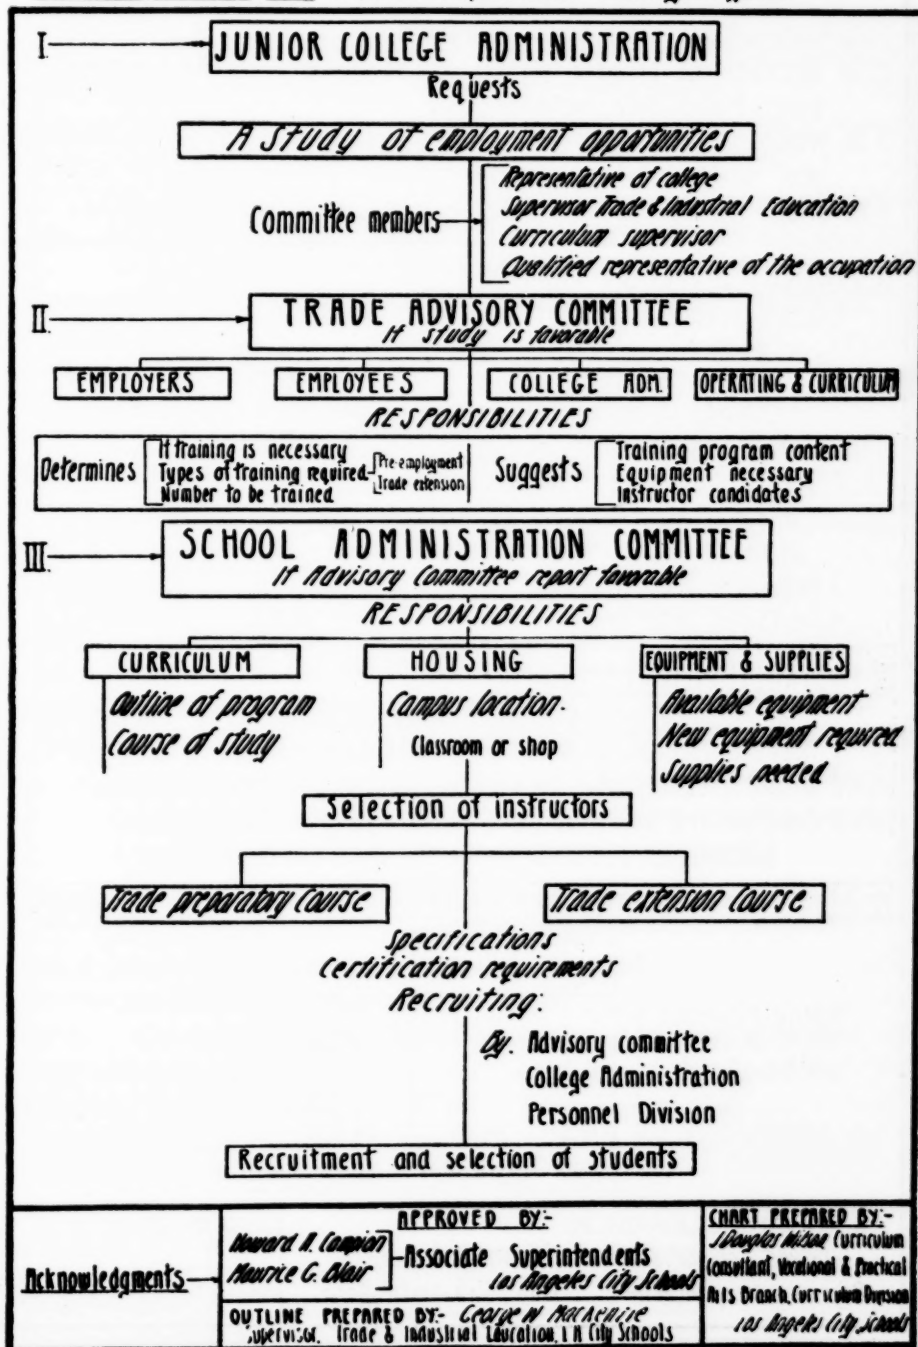 I. JUNIOR COLLEGE ADMINISTRATION
Requests
A Study of employment opportunities
Committee members
Representative of college
Supervisor Trade & Industrial Education
Curriculum supervisor
Qualified representative of the occupation
II. TRADE ADVISORY COMMITTEE
If study is favorable
EMPLOYERS EMPLOYEES COLLEGE ADM. OPERATING & CURRICULUM
RESPONSIBILITIES
Determines
If training is necessary
Types of training required
Number to be trained
Pre-employment
Trade extension
Suggests
Training program content
Equipment necessary
Instructor candidates
III. SCHOOL ADMINISTRATION COMMITTEE
If Advisory Committee report favorable
RESPONSIBILITIES
CURRICULUM
Outline of program
Course of study
HOUSING
Campus location.
Classroom or shop
EQUIPMENT & SUPPLIES
Available equipment
New equipment required
Supplies needed
Selection of instructors
Trade preparatory Course Trade extension Course
Specifications
Certification requirements
Recruiting:
By. Advisory committee
College Administration
Personnel Division
Recruitment and selection of students
Acknowledgments
APPROVED BY:-
Howard A. Campion
Maurice G. Blair
Associate Superintendents
Los Angeles City Schools
OUTLINE PREPARED BY:- George W MacKenzie
Supervisor, Trade & Industrial Education, L A City Schools
CHART PREPARED BY:-
J Douglas Wilson Curriculum
Consultant, Vocational & Practical
Arts Branch, Curriculum Division
Los Angeles City Schools